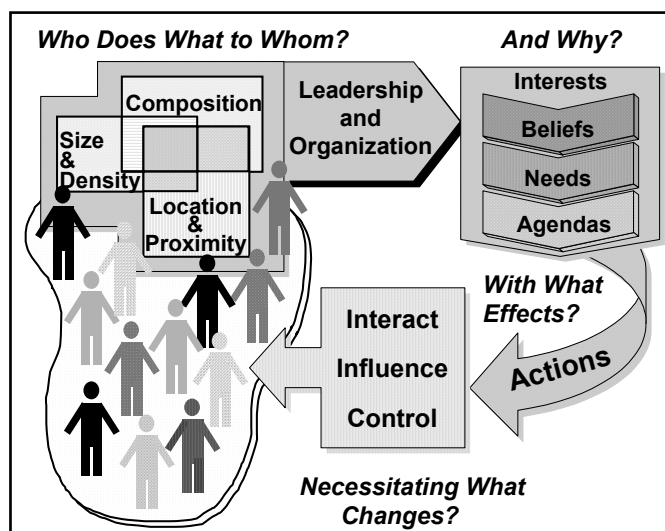 Who Does What to Whom?
And Why?
Composition
Size
&
Density
Location
&
Proximity
Leadership
and
Organization
Interests
Beliefs
Needs
Agendas
With What
Effects?
Actions
Interact
Influence
Control
Necessitating What
Changes?